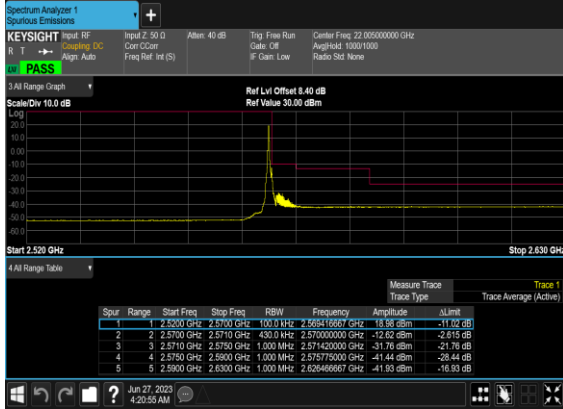 Spectrum Analyzer 1
Spurious Emissions
KEYSIGHT
R T
Input: RF
Coupling: DC
Align: Auto
Input Z: 50 Ω
Corr CCorr
Freq Ref: Int (S)
Atten: 40 dB
Trig: Free Run
Gate: Off
IF Gain: Low
Center Freq: 22.005000000 GHz
Avg|Hold: 1000/1000
Radio Std: None
PASS
3 All Range Graph
Scale/Div 10.0 dB
Ref Lvl Offset 8.40 dB
Ref Value 30.00 dBm
Log
20.0
10.0
0.00
-10.0
-20.0
-30.0
-40.0
-50.0
-60.0
Start 2.520 GHz
Stop 2.630 GHz
4 All Range Table
Measure Trace Trace 1
Trace Type Trace Average (Active)
Spur Range Start Freq Stop Freq RBW Frequency Amplitude ΔLimit
1 1 2.5200 GHz 2.5700 GHz 100.0 kHz 2.569416667 GHz 18.98 dBm -11.02 dB
2 2 2.5700 GHz 2.5710 GHz 430.0 kHz 2.570000000 GHz -12.62 dBm -2.615 dB
3 3 2.5710 GHz 2.5750 GHz 1.000 MHz 2.571420000 GHz -31.76 dBm -21.76 dB
4 4 2.5750 GHz 2.5900 GHz 1.000 MHz 2.575775000 GHz -41.44 dBm -28.44 dB
5 5 2.5900 GHz 2.6300 GHz 1.000 MHz 2.626466667 GHz -41.93 dBm -16.93 dB
Jun 27, 2023
4:20:55 AM